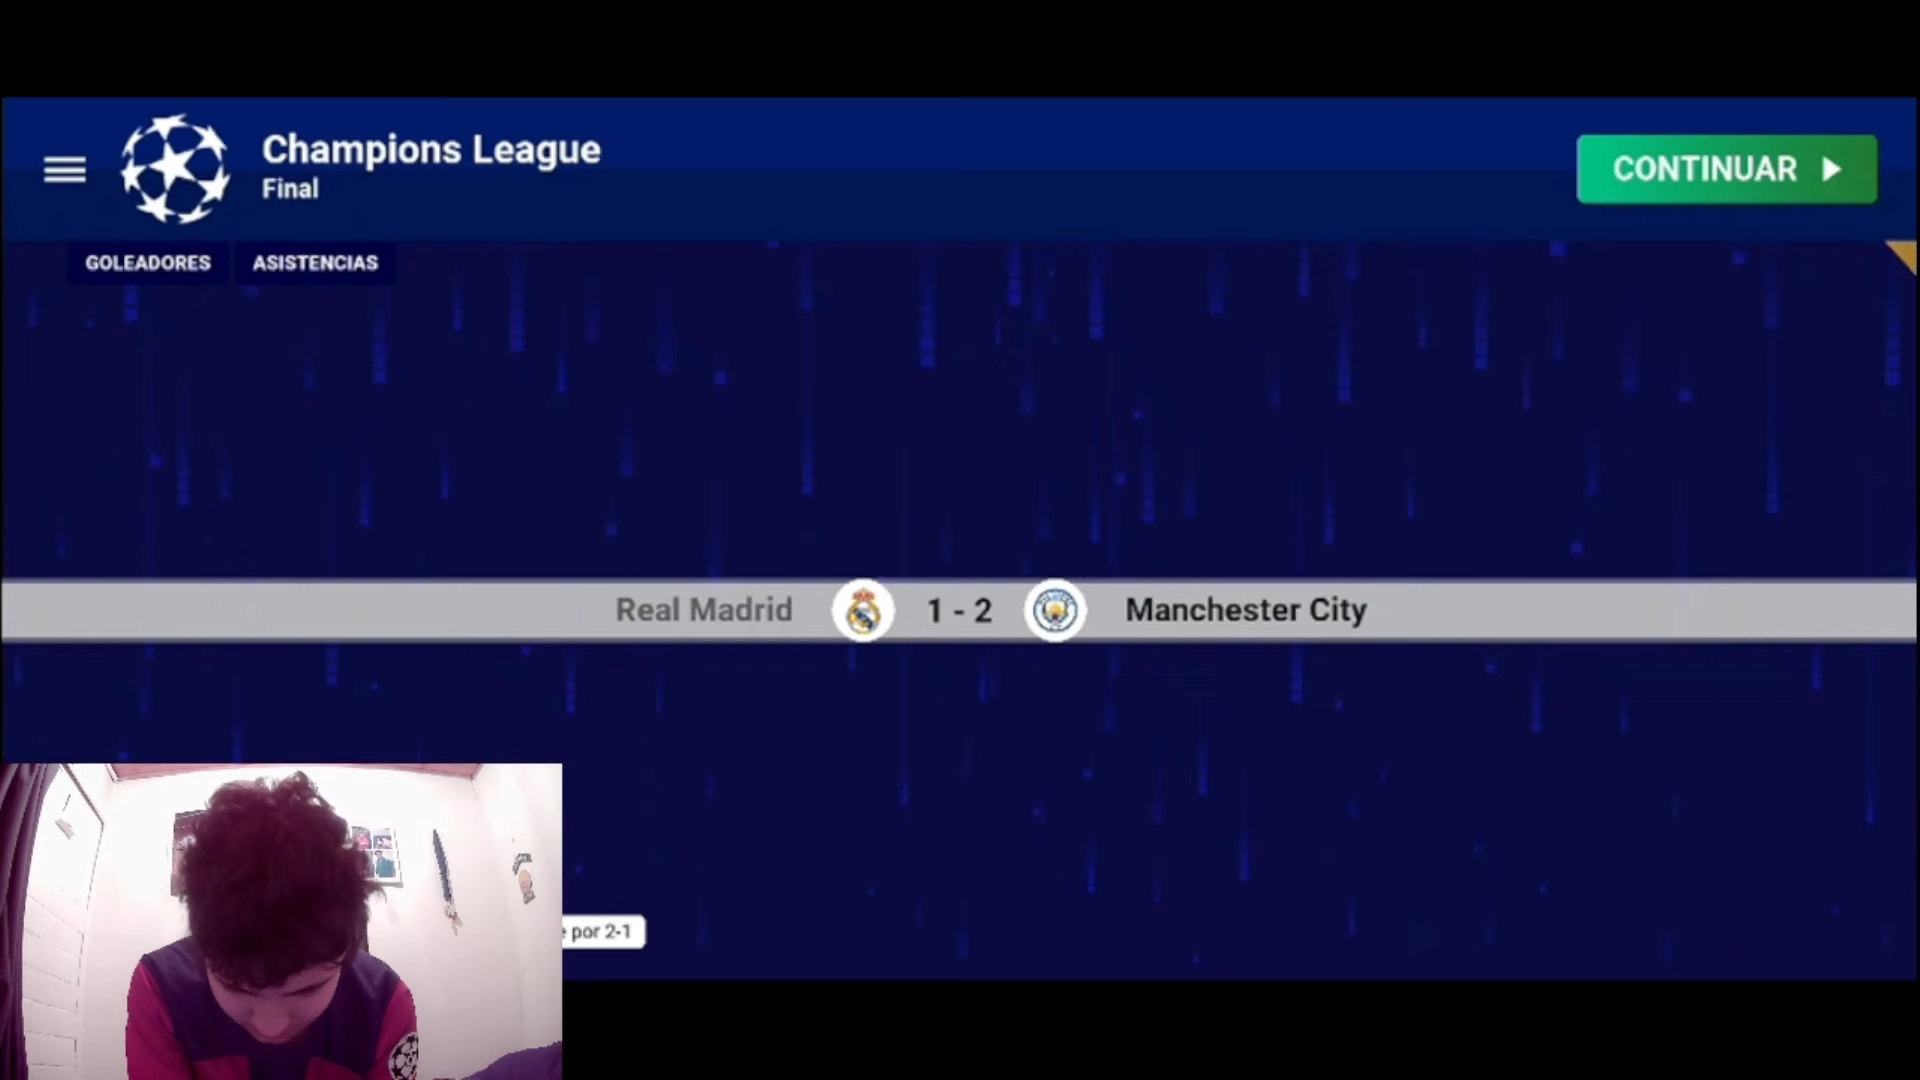 Champions League
Final
CONTINUAR
GOLEADORES
ASISTENCIAS
Real Madrid 1 - 2 Manchester City
por 2-1